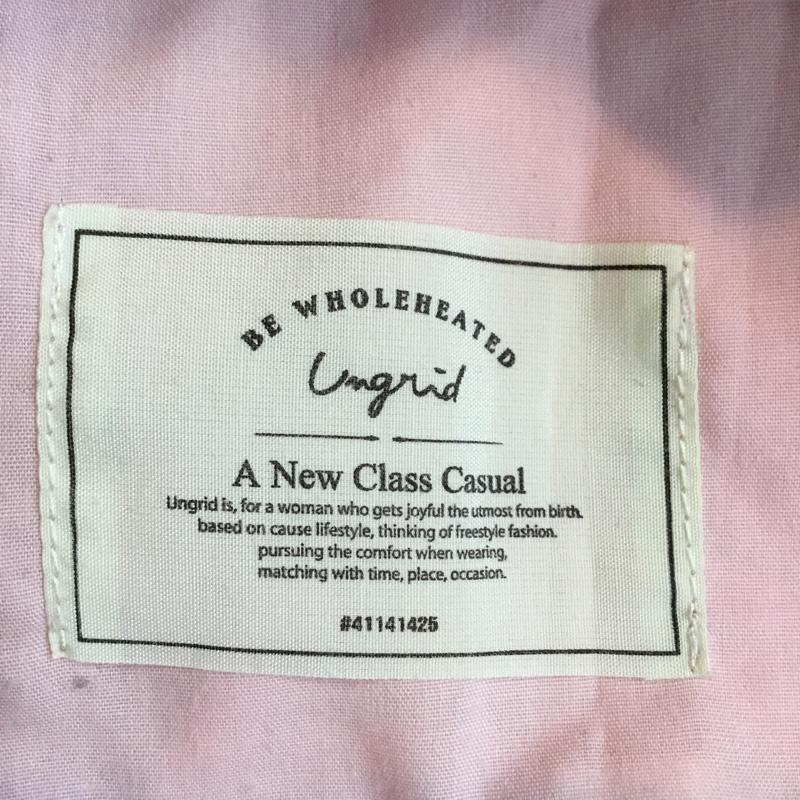 BE WHOLEHEATED
Ungrid
A New Class Casual
Ungrid is, for a woman who gets joyful the utmost from birth.
based on cause lifestyle, thinking of freestyle fashion.
pursuing the comfort when wearing,
matching with time, place, occasion.
#41141425